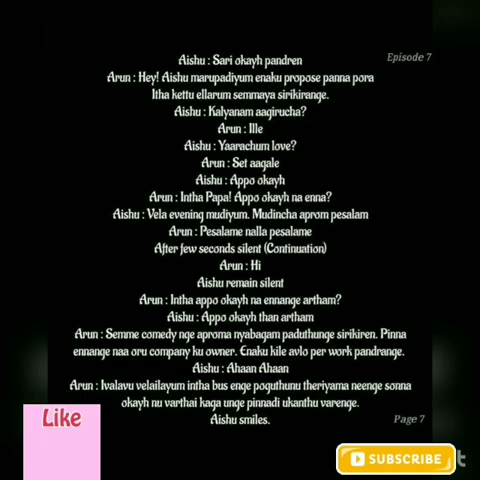 Episode 7
Aishu : Sari okayh pandren
Arun : Hey! Aishu marupadiyum enaku propose panna pora
Itha kettu ellarum semmaya sirikirange.
Aishu : Kalyanam aagirucha?
Arun : Ille
Aishu : Yaarachum love?
Arun : Set aagale
Aishu : Appo okayh
Arun : Intha Papa! Appo okayh na enna?
Aishu : Vela evening mudiyum. Mudincha aprom pesalam
Arun : Pesalame nalla pesalame
After few seconds silent (Continuation)
Arun : Hi
Aishu remain silent
Arun : Intha appo okayh na ennange artham?
Aishu : Appo okayh than artham
Arun : Semme comedy nge aproma nyabagam paduthunge sirikiren. Pinna
ennange naa oru company ku owner. Enaku kile avlo per work pandrange.
Aishu : Ahaan Ahaan
Arun : Ivalavu velailayum intha bus enge poguthunu theriyama neenge sonna
okayh nu varthai kaga unge pinnadi ukanthu varenge.
Aishu smiles.
Page 7
Like
SUBSCRIBE